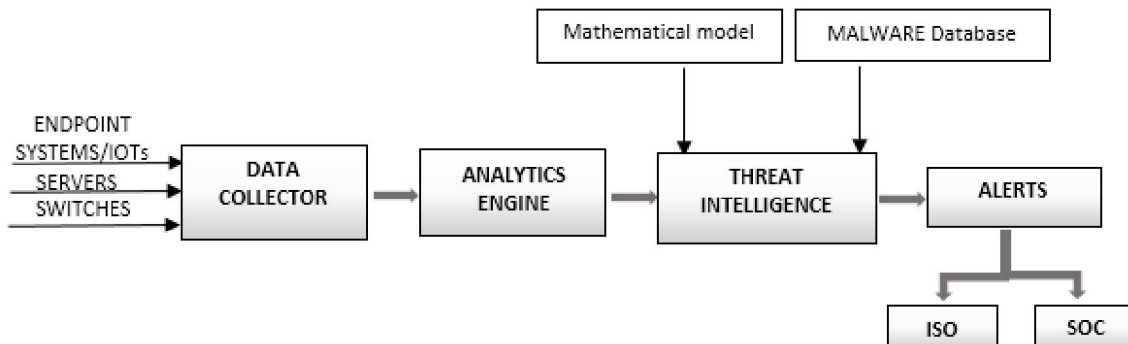 Mathematical model
MALWARE Database
ENDPOINT
SYSTEMS/IOTs
SERVERS
SWITCHES
DATA
COLLECTOR
ANALYTICS
ENGINE
THREAT
INTELLIGENCE
ALERTS
ISO
SOC